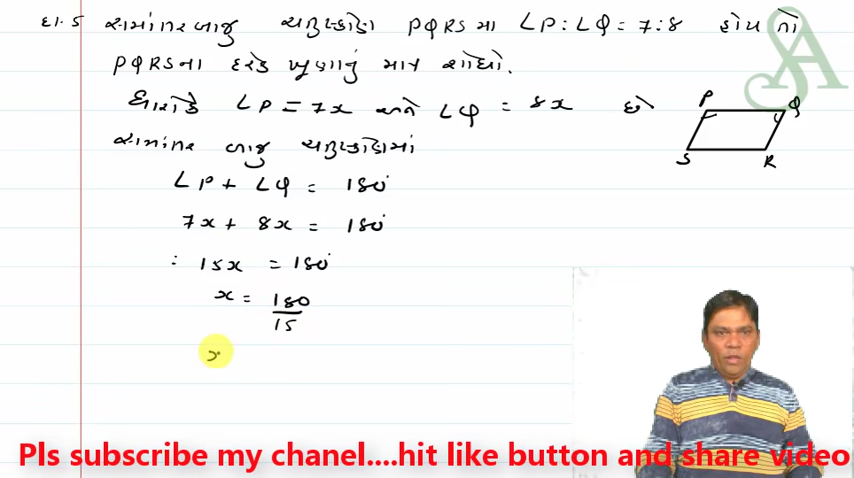 દા.5 સમાંતરબાજુ ચતુષ્કોણ PQRS મા ∠P : ∠Q = 7 : 8 હોય તો
PQRS ના દરેક ખૂણાનું માપ શોધો.
ધારોકે ∠P = 7x અને ∠Q = 8x છે
સમાંતર બાજુ ચતુષ્કોણમાં
∠P + ∠Q = 180°
7x + 8x = 180°
: 15x = 180°
x = 180/15
x
P Q
S R
Pls subscribe my chanel....hit like button and share video